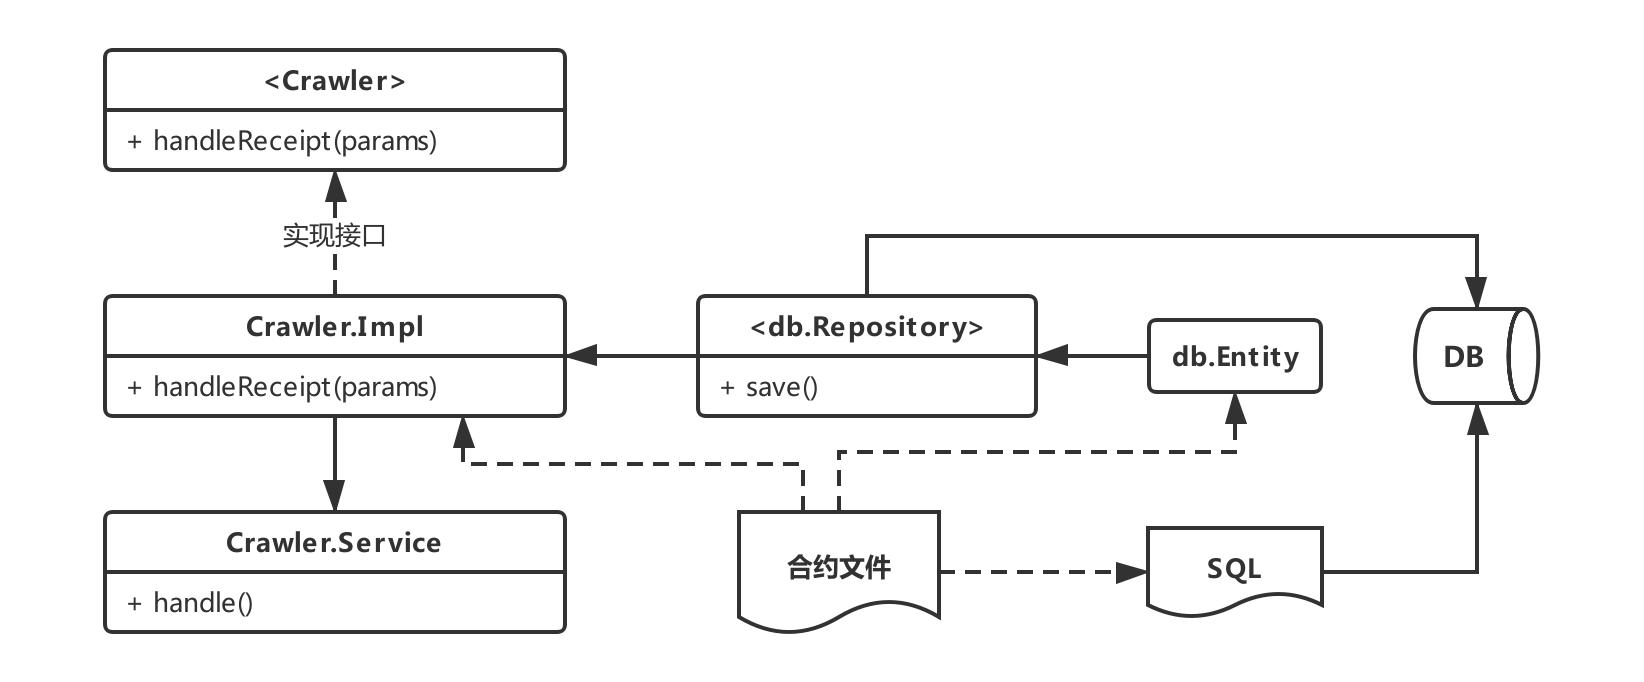 <Crawler>
+ handleReceipt(params)
实现接口
Crawler.Impl
+ handleReceipt(params)
<db.Repository>
+ save()
db.Entity
DB
Crawler.Service
+ handle()
合约文件
SQL